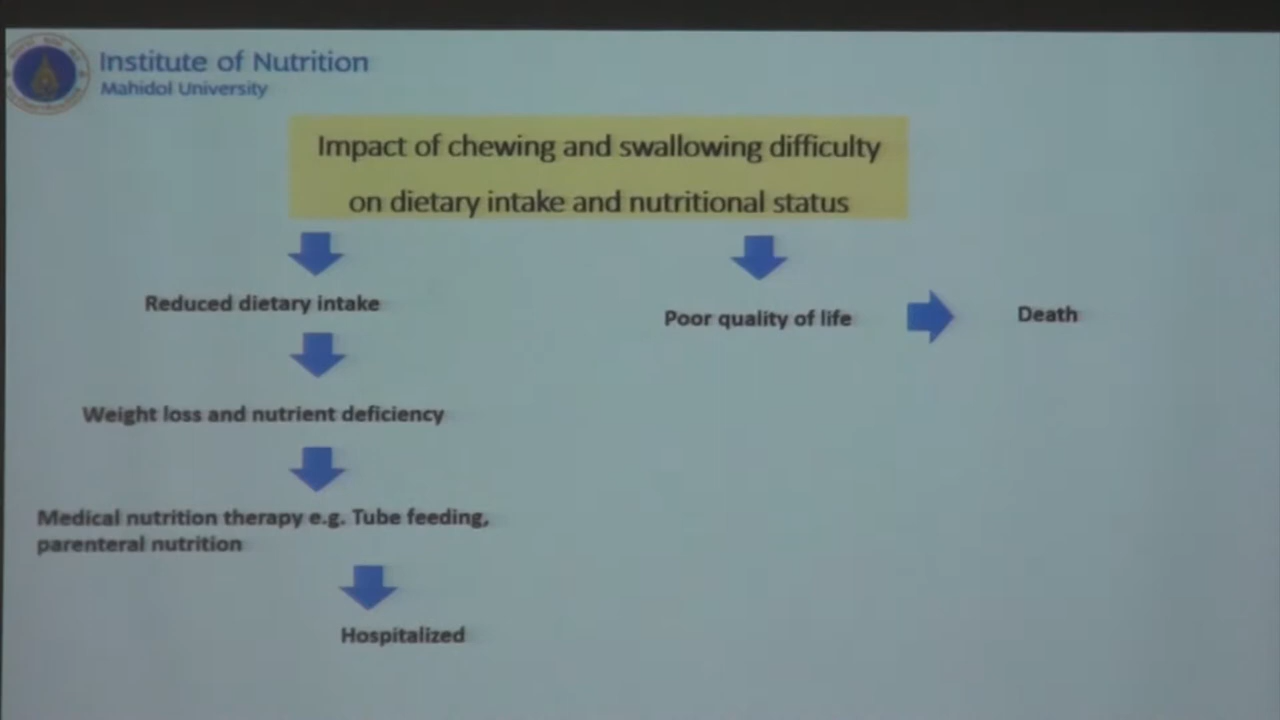 Institute of Nutrition
Mahidol University
Impact of chewing and swallowing difficulty
on dietary intake and nutritional status
Reduced dietary intake
Weight loss and nutrient deficiency
Medical nutrition therapy e.g. Tube feeding,
parenteral nutrition
Hospitalized
Poor quality of life
Death